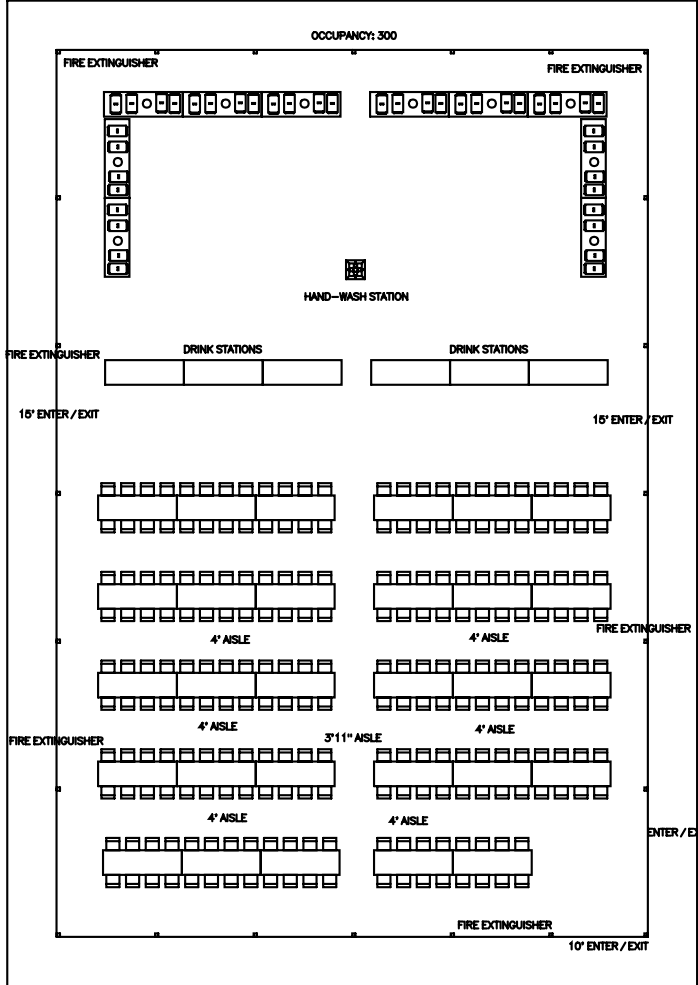 OCCUPANCY: 300
FIRE EXTINGUISHER
FIRE EXTINGUISHER
HAND-WASH STATION
DRINK STATIONS
DRINK STATIONS
FIRE EXTINGUISHER
15' ENTER / EXIT
15' ENTER / EXIT
FIRE EXTINGUISHER
4' AISLE
4' AISLE
4' AISLE
4' AISLE
3'11" AISLE
FIRE EXTINGUISHER
4' AISLE
4' AISLE
ENTER / EX
FIRE EXTINGUISHER
10' ENTER / EXIT